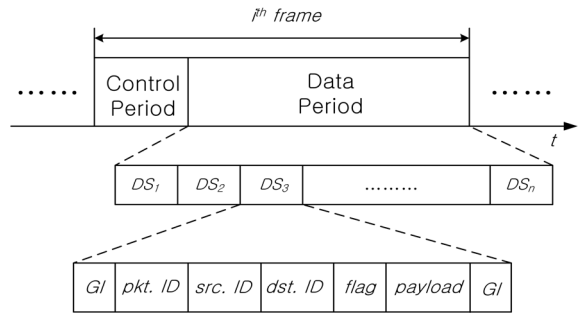 i^th frame
Control Period
Data Period
......
......
t
DS1 DS2 DS3 ......... DSn
GI pkt. ID src. ID dst. ID flag payload GI